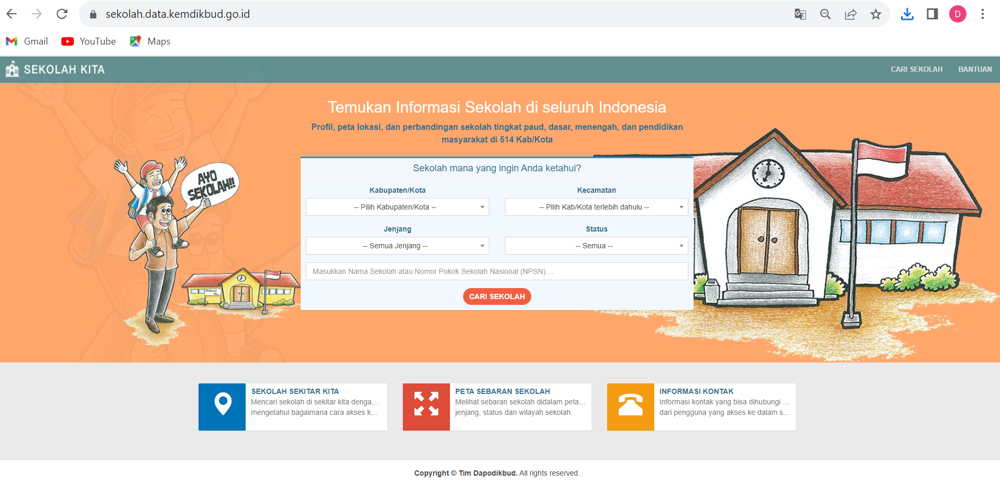 sekolah.data.kemdikbud.go.id
D
Gmail YouTube Maps
SEKOLAH KITA CARI SEKOLAH BANTUAN
Temukan Informasi Sekolah di seluruh Indonesia
Profil, peta lokasi, dan perbandingan sekolah tingkat paud, dasar, menengah, dan pendidikan
masyarakat di 514 Kab/Kota
AYO
SEKOLAH!!
Sekolah mana yang ingin Anda ketahui?
Kabupaten/Kota Kecamatan
-- Pilih Kabupaten/Kota -- -- Pilih Kab/Kota terlebih dahulu --
Jenjang Status
-- Semua Jenjang -- -- Semua --
Masukkan Nama Sekolah atau Nomor Pokok Sekolah Nasional (NPSN) ...
CARI SEKOLAH
SEKOLAH SEKITAR KITA
Mencari sekolah di sekitar kita denga...
mengetahui bagaimana cara akses k...
PETA SEBARAN SEKOLAH
Melihat sebaran sekolah didalam peta...
jenjang, status dan wilayah sekolah.
INFORMASI KONTAK
Informasi kontak yang bisa dihubungi ...
dari pengguna yang akses ke dalam s...
Copyright © Tim Dapodikbud. All rights reserved.